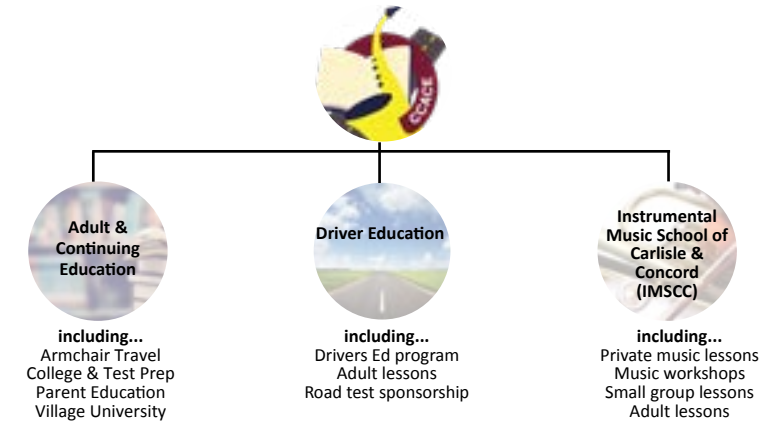 CCACE
Adult &
Continuing
Education
including...
Armchair Travel
College & Test Prep
Parent Education
Village University
Driver Education
including...
Drivers Ed program
Adult lessons
Road test sponsorship
Instrumental
Music School of
Carlisle &
Concord
(IMSCC)
including...
Private music lessons
Music workshops
Small group lessons
Adult lessons